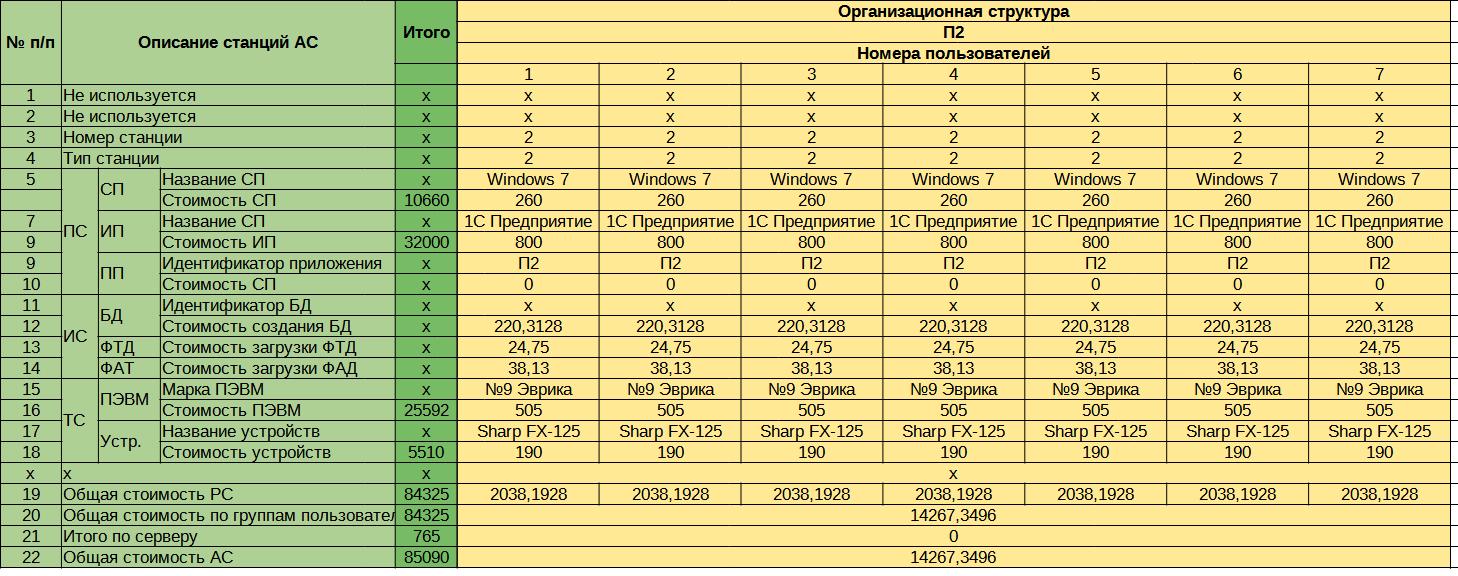 № п/п Описание станций АС Итого Организационная структура
П2
Номера пользователей
1 2 3 4 5 6 7
1 Не используется x x x x x x x x
2 Не используется x x x x x x x x
3 Номер станции x 2 2 2 2 2 2 2
4 Тип станции x 2 2 2 2 2 2 2
5 ПС СП Название СП x Windows 7 Windows 7 Windows 7 Windows 7 Windows 7 Windows 7 Windows 7
Стоимость СП 10660 260 260 260 260 260 260 260
7 ИП Название СП x 1С Предприятие 1С Предприятие 1С Предприятие 1С Предприятие 1С Предприятие 1С Предприятие 1С Предприятие
9 Стоимость ИП 32000 800 800 800 800 800 800 800
9 ПП Идентификатор приложения x П2 П2 П2 П2 П2 П2 П2
10 Стоимость СП x 0 0 0 0 0 0 0
11 ИС БД Идентификатор БД x x x x x x x x
12 Стоимость создания БД x 220,3128 220,3128 220,3128 220,3128 220,3128 220,3128 220,3128
13 ФТД Стоимость загрузки ФТД x 24,75 24,75 24,75 24,75 24,75 24,75 24,75
14 ФАТ Стоимость загрузки ФАД x 38,13 38,13 38,13 38,13 38,13 38,13 38,13
15 ТС ПЭВМ Марка ПЭВМ x №9 Эврика №9 Эврика №9 Эврика №9 Эврика №9 Эврика №9 Эврика №9 Эврика
16 Стоимость ПЭВМ 25592 505 505 505 505 505 505 505
17 Устр. Название устройств x Sharp FX-125 Sharp FX-125 Sharp FX-125 Sharp FX-125 Sharp FX-125 Sharp FX-125 Sharp FX-125
18 Стоимость устройств 5510 190 190 190 190 190 190 190
x x x x
19 Общая стоимость РС 84325 2038,1928 2038,1928 2038,1928 2038,1928 2038,1928 2038,1928 2038,1928
20 Общая стоимость по группам пользовател 84325 14267,3496
21 Итого по серверу 765 0
22 Общая стоимость АС 85090 14267,3496